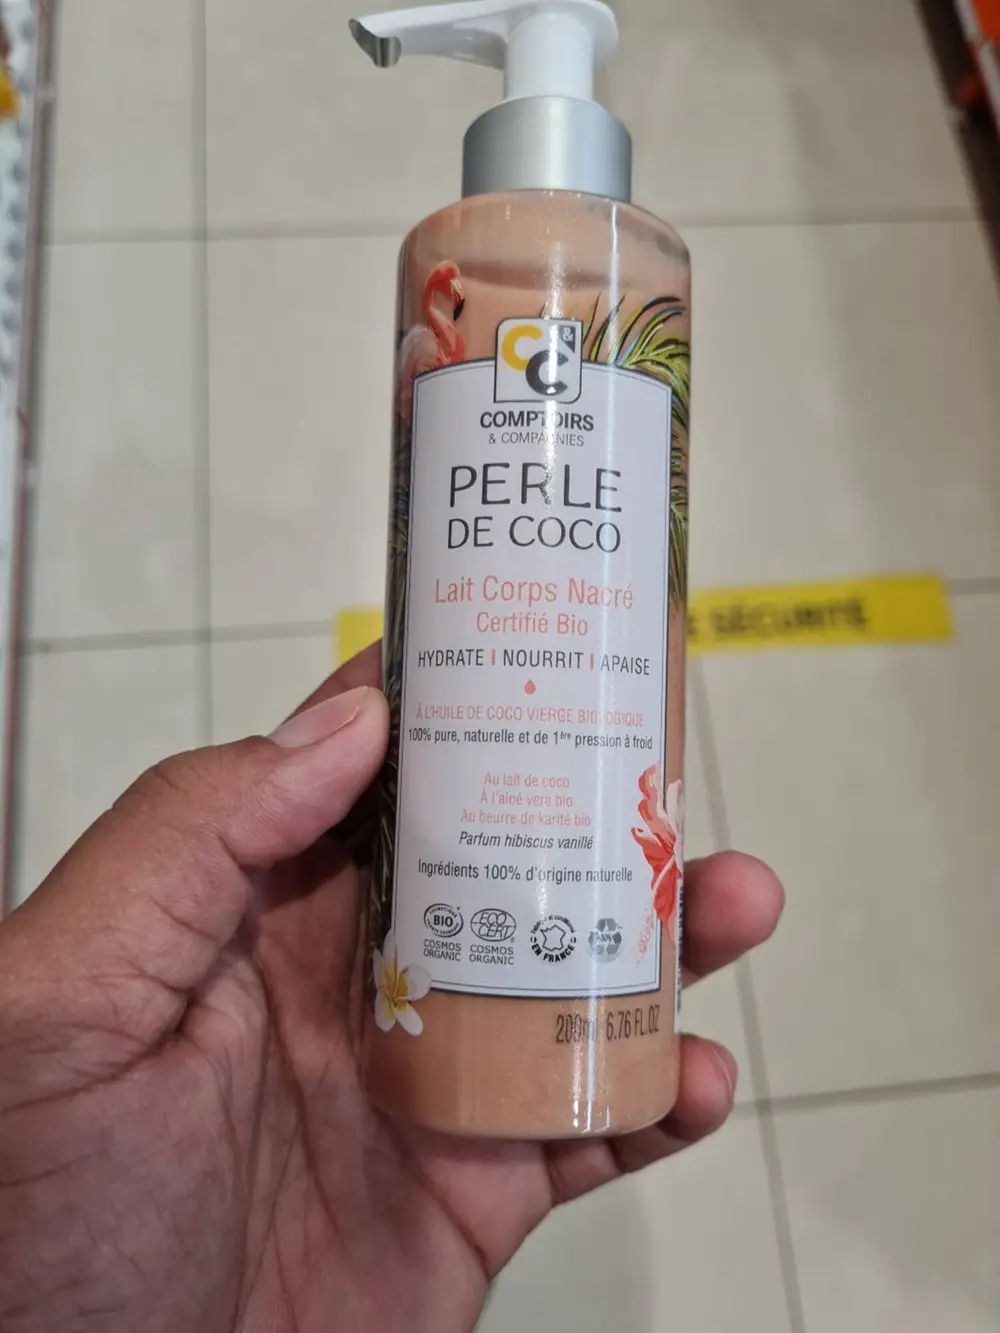 C&C
COMPTOIRS
& COMPAGNIES
PERLE
DE COCO
Lait Corps Nacré
Certifié Bio
HYDRATE | NOURRIT | APAISE
À L'HUILE DE COCO VIERGE BIOLOGIQUE
100% pure, naturelle et de 1ère pression à froid
Au lait de coco
À l'aloé vera bio
Au beurre de karité bio
Parfum hibiscus vanillé
Ingrédients 100% d'origine naturelle
COSMÉTIQUE
BIO
COSMOS
ORGANIC
ECO
CERT
COSMOS
ORGANIC
EN FRANCE
200ml 6.76 FL.OZ
SÉCURITÉ